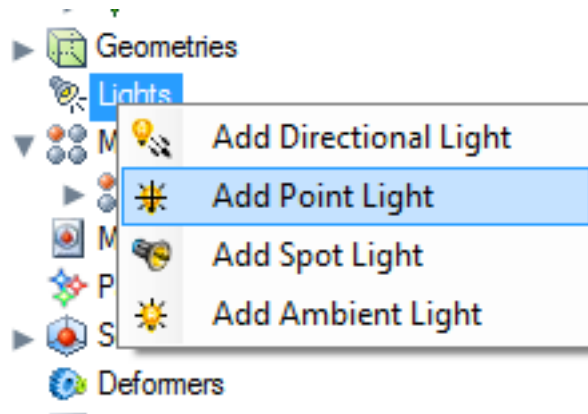 Geometries
Lights
M
Add Directional Light
Add Point Light
M
Add Spot Light
P
Add Ambient Light
S
Deformers